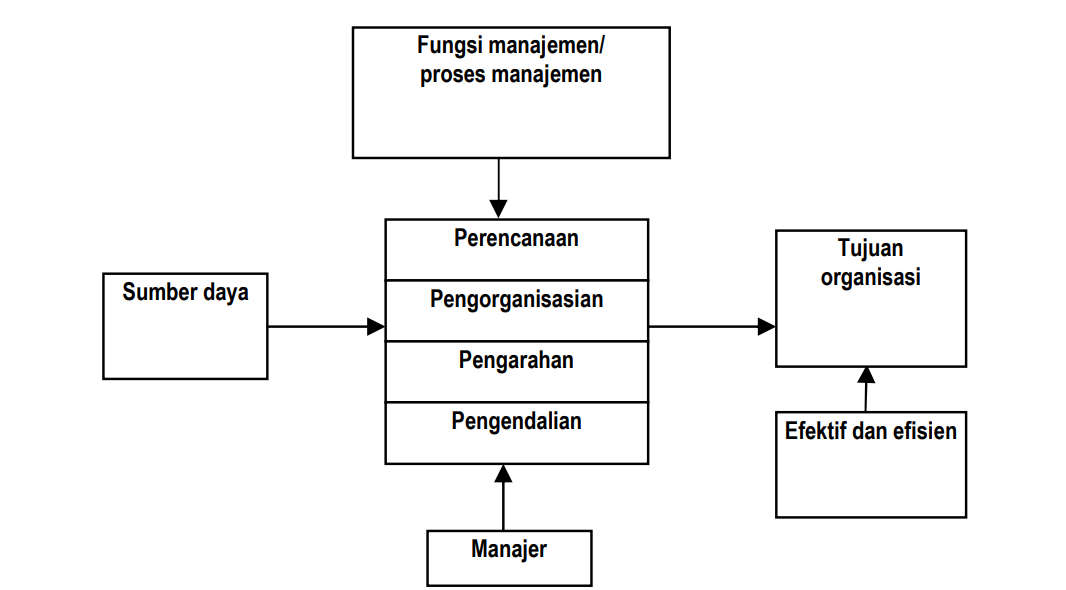 Fungsi manajemen/
proses manajemen
Perencanaan
Pengorganisasian
Pengarahan
Pengendalian
Sumber daya
Tujuan
organisasi
Efektif dan efisien
Manajer